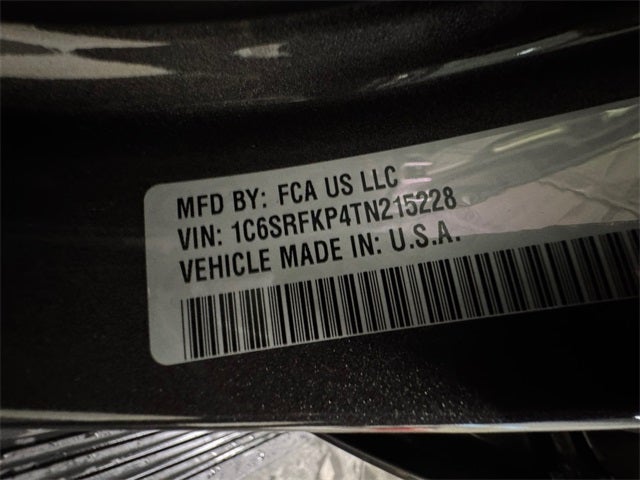 MFD BY: FCA US LLC
VIN: 1C6SRFKP4TN215228
VEHICLE MADE IN: U.S.A.